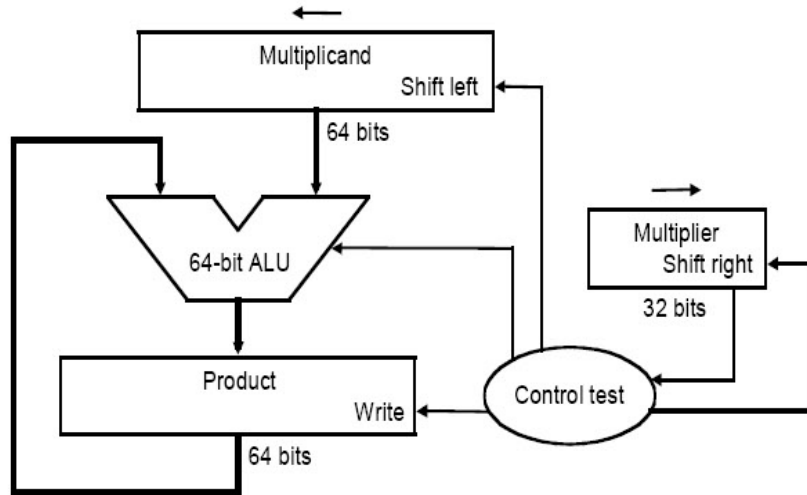 Multiplicand
Shift left
64 bits
64-bit ALU
Multiplier
Shift right
32 bits
Product
Write
64 bits
Control test